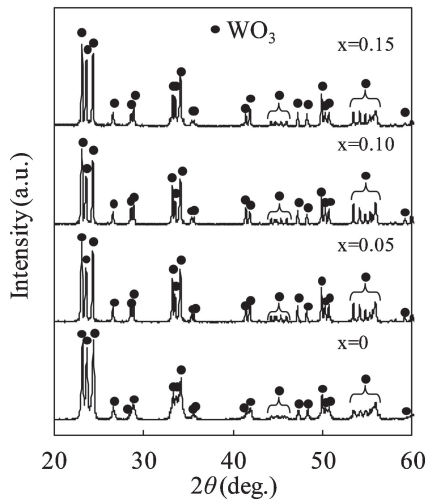 ● WO3
x=0.15
x=0.10
x=0.05
x=0
Intensity (a.u.)
20 30 40 50 60
2θ (deg.)